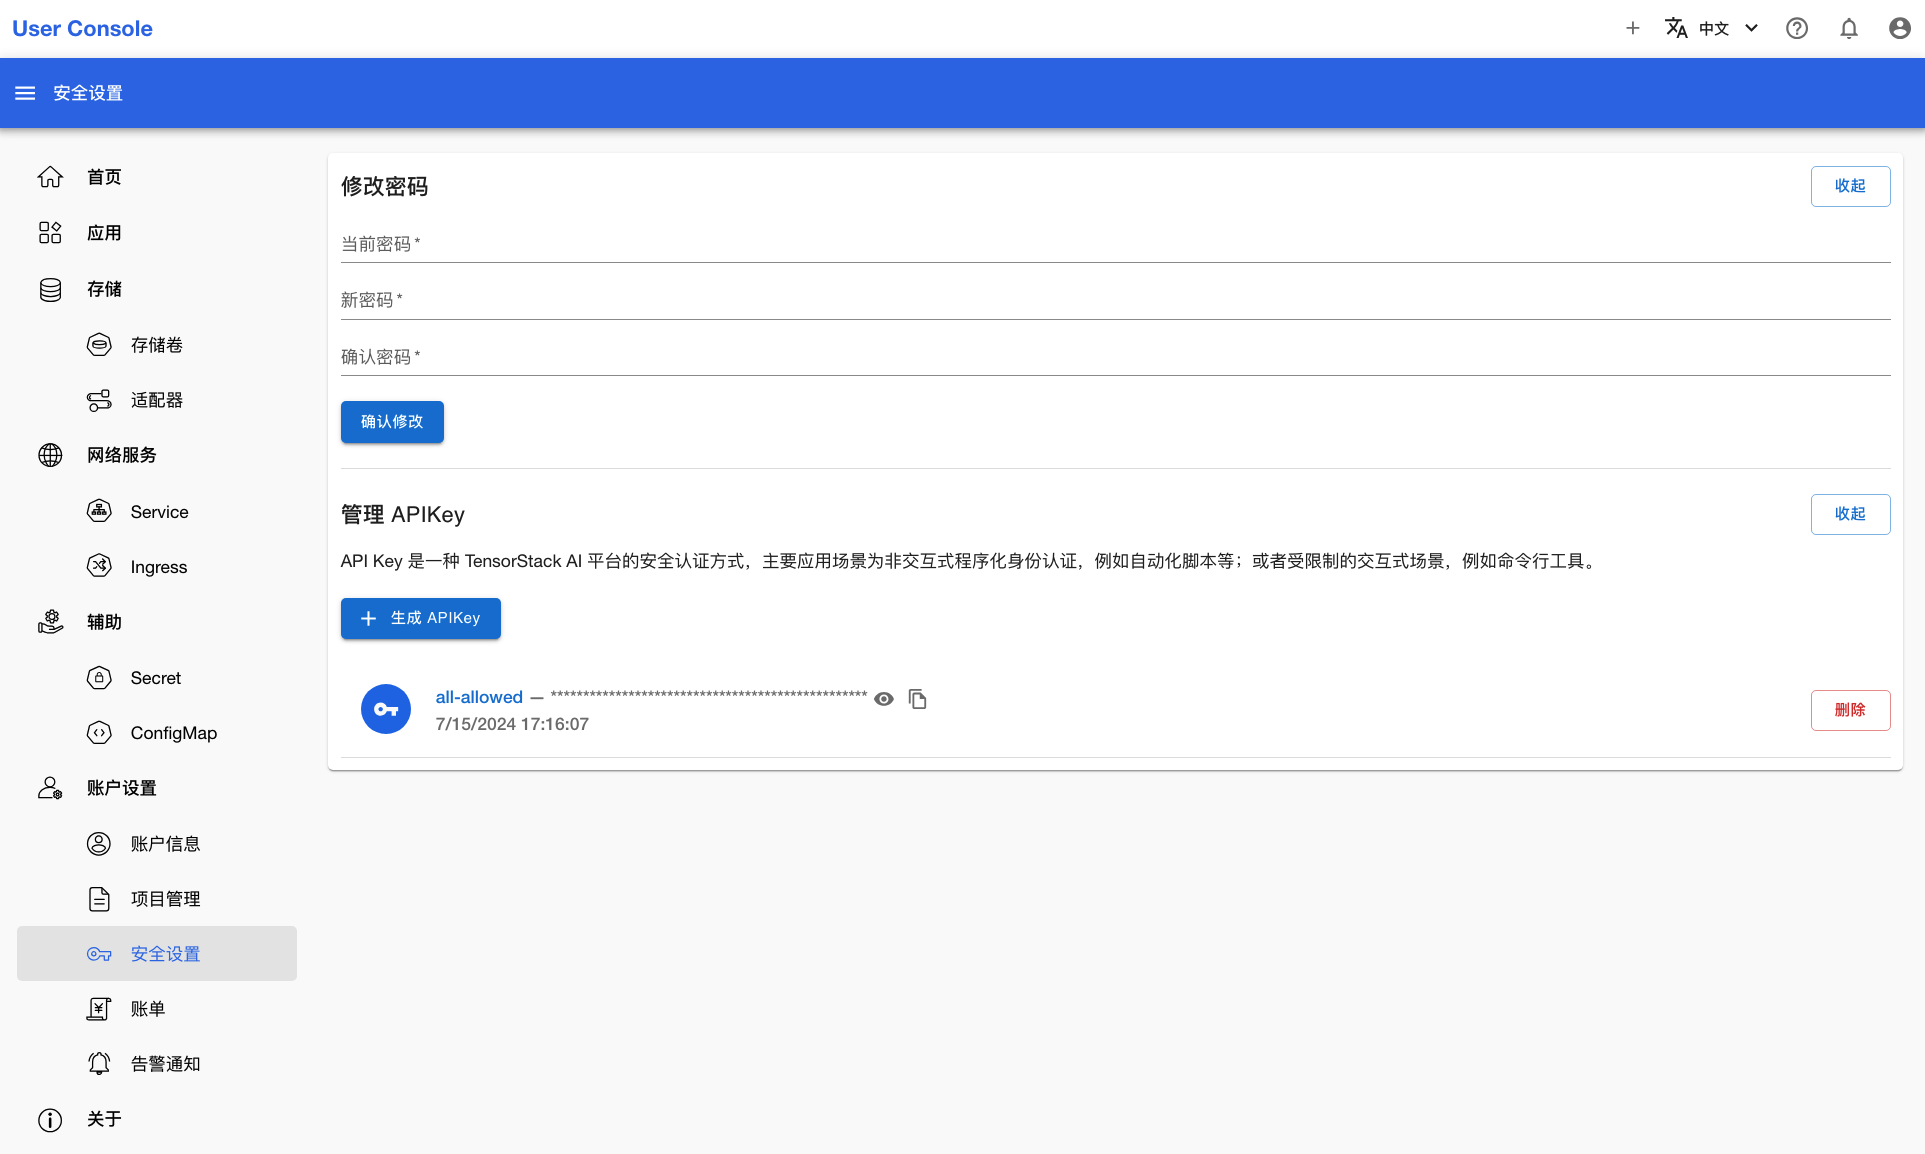 User Console
中文
安全设置
首页
应用
存储
存储卷
适配器
网络服务
Service
Ingress
辅助
Secret
ConfigMap
账户设置
账户信息
项目管理
安全设置
账单
告警通知
关于
修改密码
收起
当前密码 *
新密码 *
确认密码 *
确认修改
管理 APIKey
收起
API Key 是一种 TensorStack AI 平台的安全认证方式，主要应用场景为非交互式程序化身份认证，例如自动化脚本等；或者受限制的交互式场景，例如命令行工具。
生成 APIKey
all-allowed — **************************************************
7/15/2024 17:16:07
删除